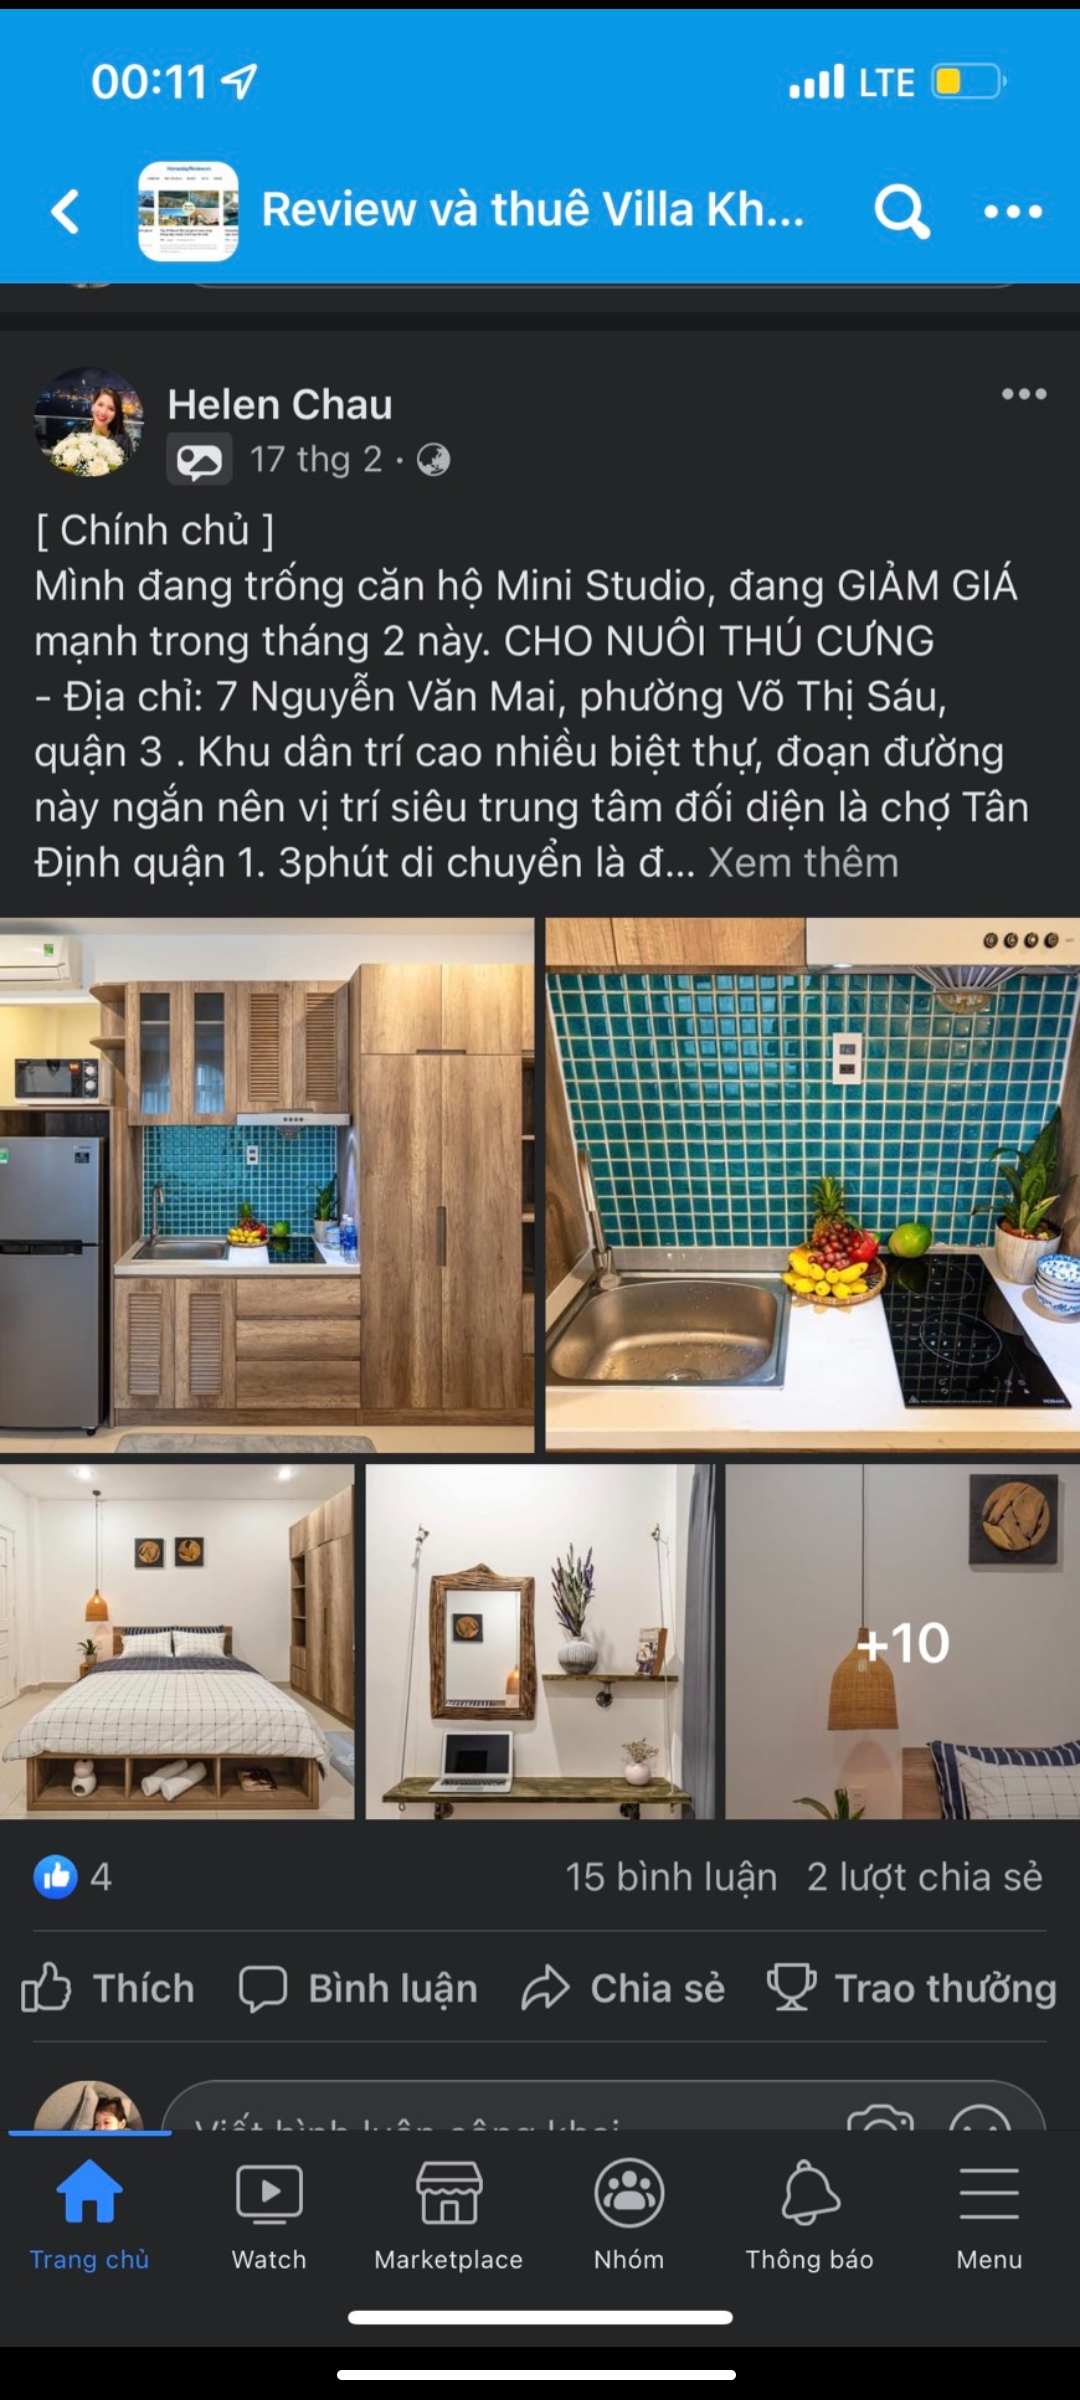 00:11
LTE
Review và thuê Villa Kh...
Helen Chau
17 thg 2 ·
[ Chính chủ ]
Mình đang trống căn hộ Mini Studio, đang GIẢM GIÁ
mạnh trong tháng 2 này. CHO NUÔI THÚ CƯNG
- Địa chỉ: 7 Nguyễn Văn Mai, phường Võ Thị Sáu,
quận 3 . Khu dân trí cao nhiều biệt thự, đoạn đường
này ngắn nên vị trí siêu trung tâm đối diện là chợ Tân
Định quận 1. 3phút di chuyển là đ... Xem thêm
+10
4
15 bình luận 2 lượt chia sẻ
Thích
Bình luận
Chia sẻ
Trao thưởng
Viết bình luận công khai
Trang chủ
Watch
Marketplace
Nhóm
Thông báo
Menu